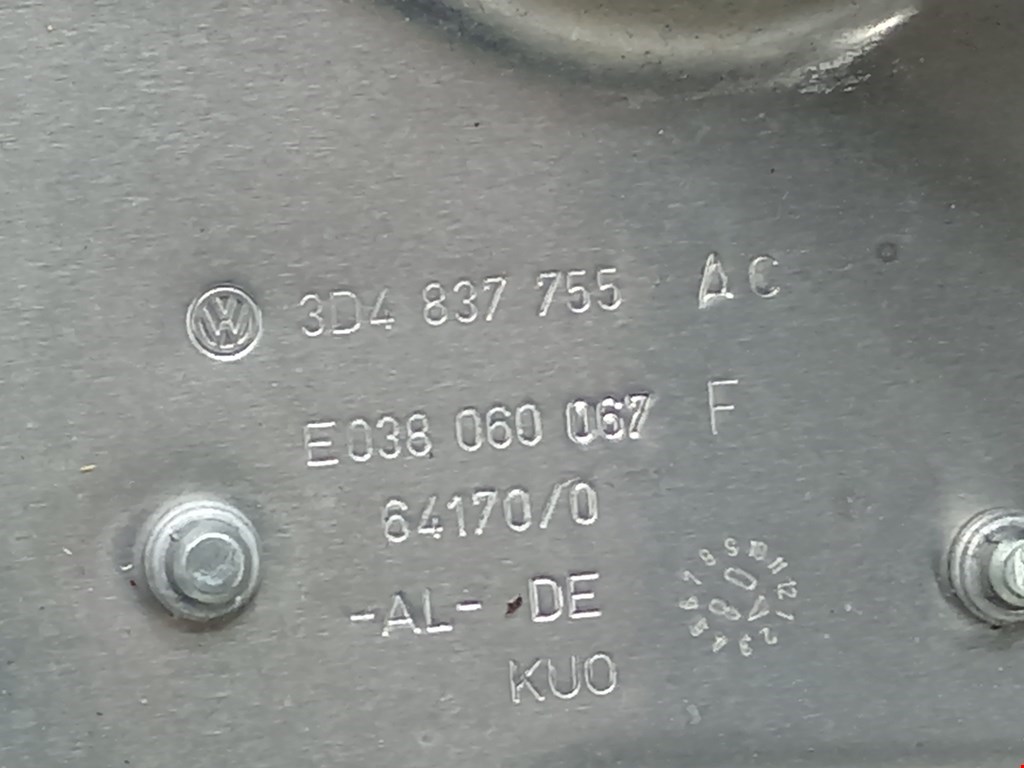 3D4 837 755 AC
E038 060 067 F
64170/0
-AL- DE
KUO